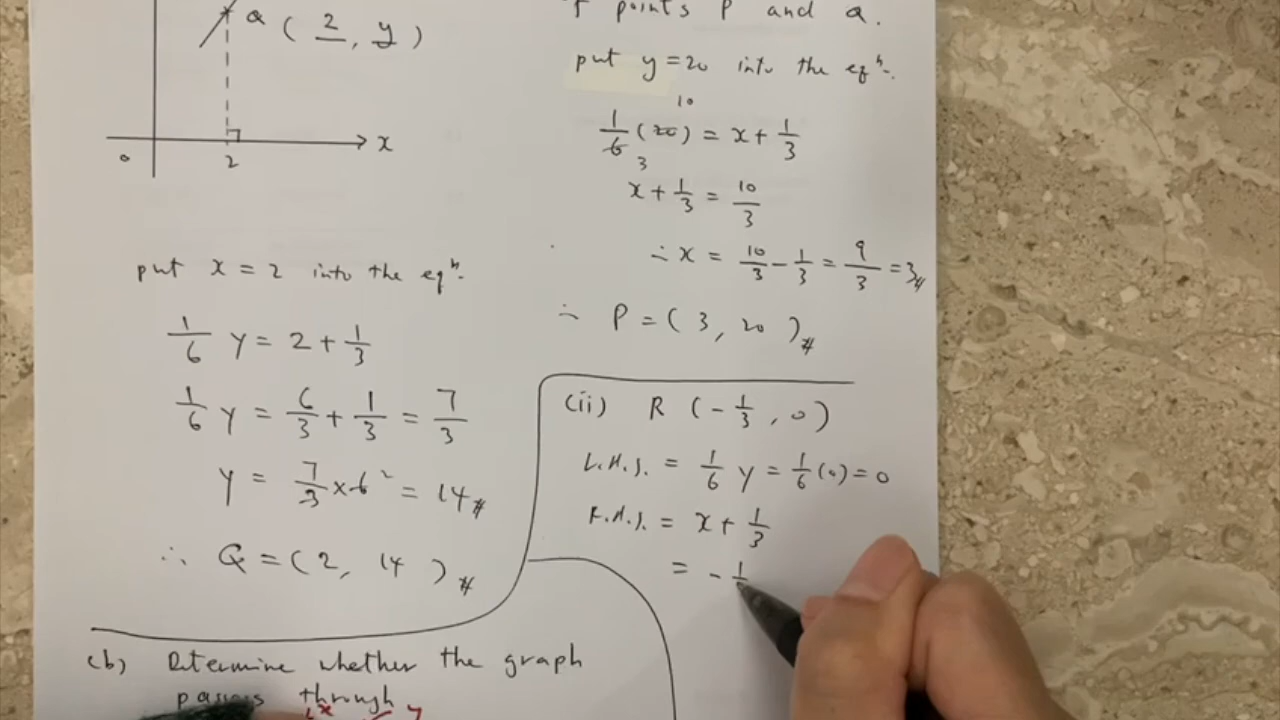 Q ( 2, y )
x
0
2
put x = 2 into the eqⁿ.
1/6 y = 2 + 1/3
1/6 y = 6/3 + 1/3 = 7/3
y = 7/3 × 6 ² = 14 #
∴ Q = ( 2, 14 ) #
points P and Q.
put y = 20 into the eqⁿ.
10
1/6 (20) = x + 1/3
3
x + 1/3 = 10/3
∴ x = 10/3 - 1/3 = 9/3 = 3 #
∴ P = ( 3, 20 ) #
(ii) R ( - 1/3 , 0 )
L.H.S. = 1/6 y = 1/6 (0) = 0
R.H.S. = x + 1/3
= - 1
(b) Determine whether the graph
passes through
x y